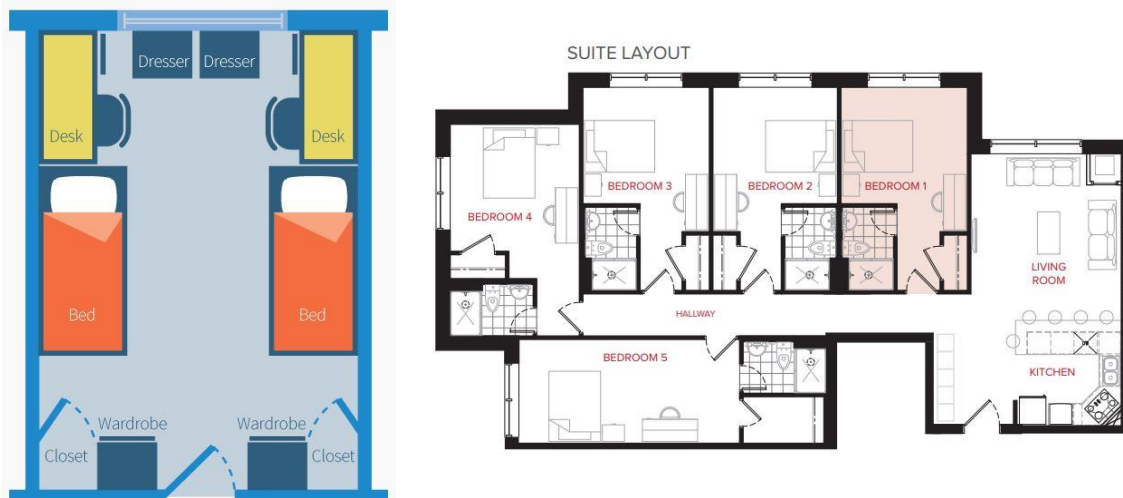 Dresser
Dresser
Desk
Desk
Bed
Bed
Wardrobe
Wardrobe
Closet
Closet
SUITE LAYOUT
BEDROOM 3
BEDROOM 2
BEDROOM 1
BEDROOM 4
LIVING
ROOM
HALLWAY
BEDROOM 5
KITCHEN